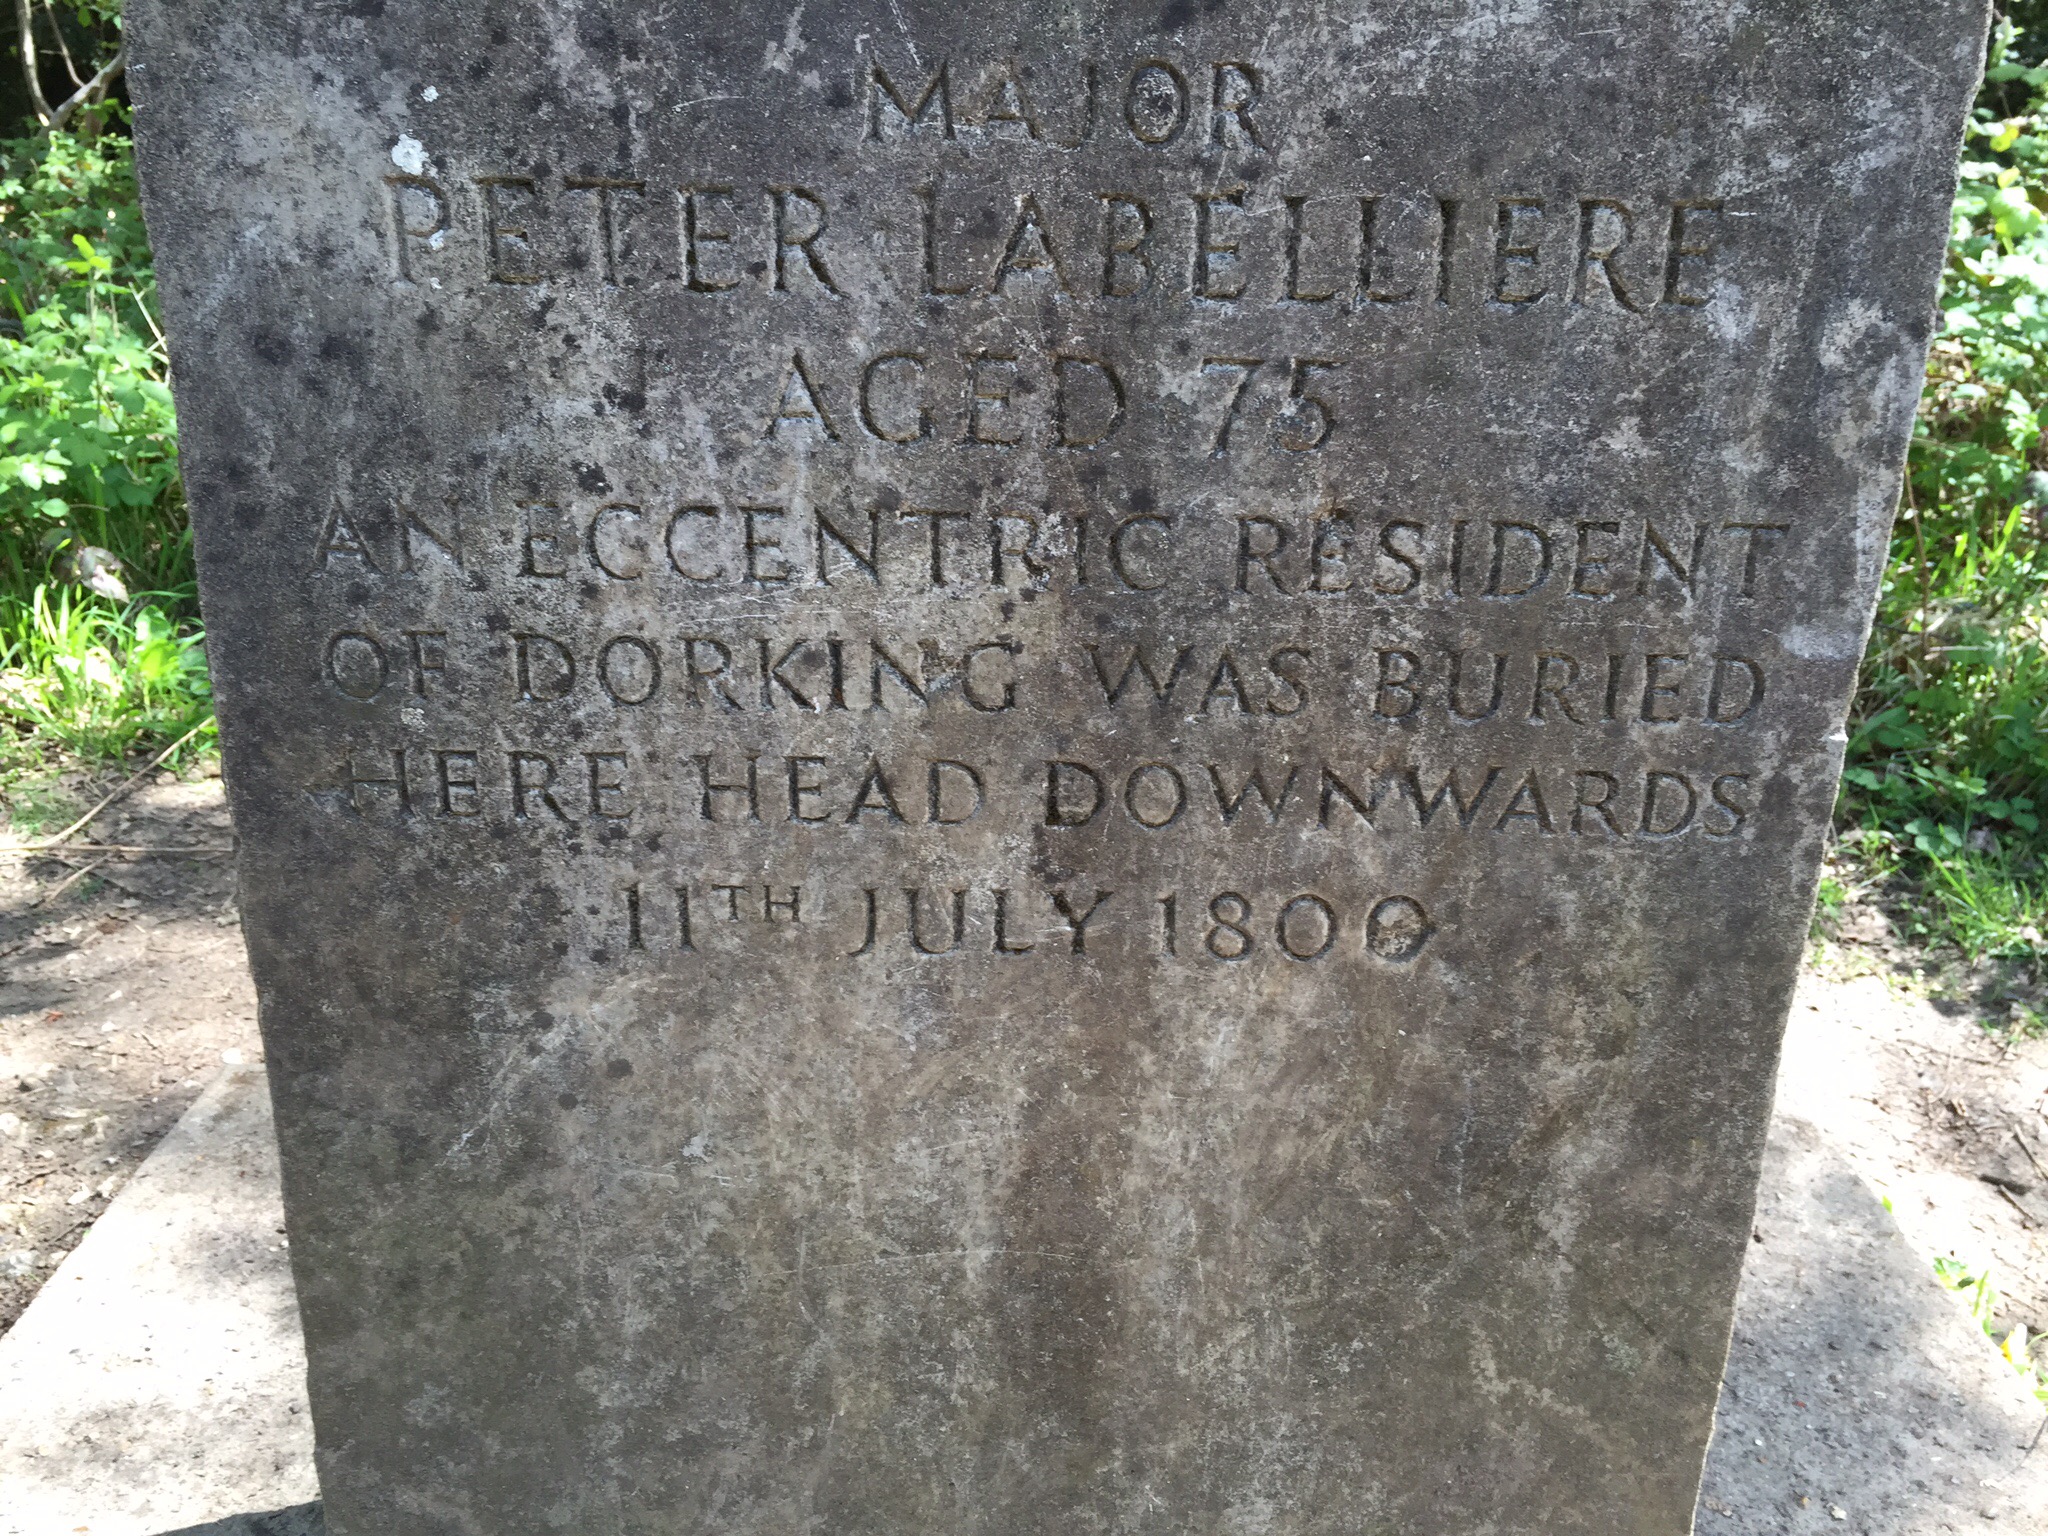 MAJOR
PETER LABELLIERE
AGED 75
AN ECCENTRIC RESIDENT
OF DORKING WAS BURIED
HERE HEAD DOWNWARDS
11TH JULY 1800